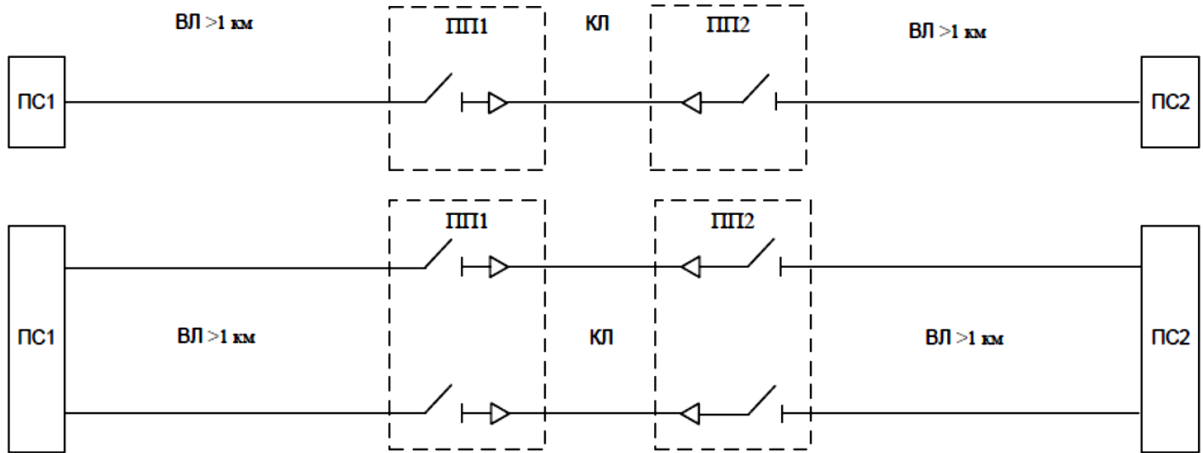 ВЛ >1 км
ПП1
КЛ
ПП2
ВЛ >1 км
ПС1
ПС2
ПП1
ПП2
ПС1
ВЛ >1 км
КЛ
ВЛ >1 км
ПС2